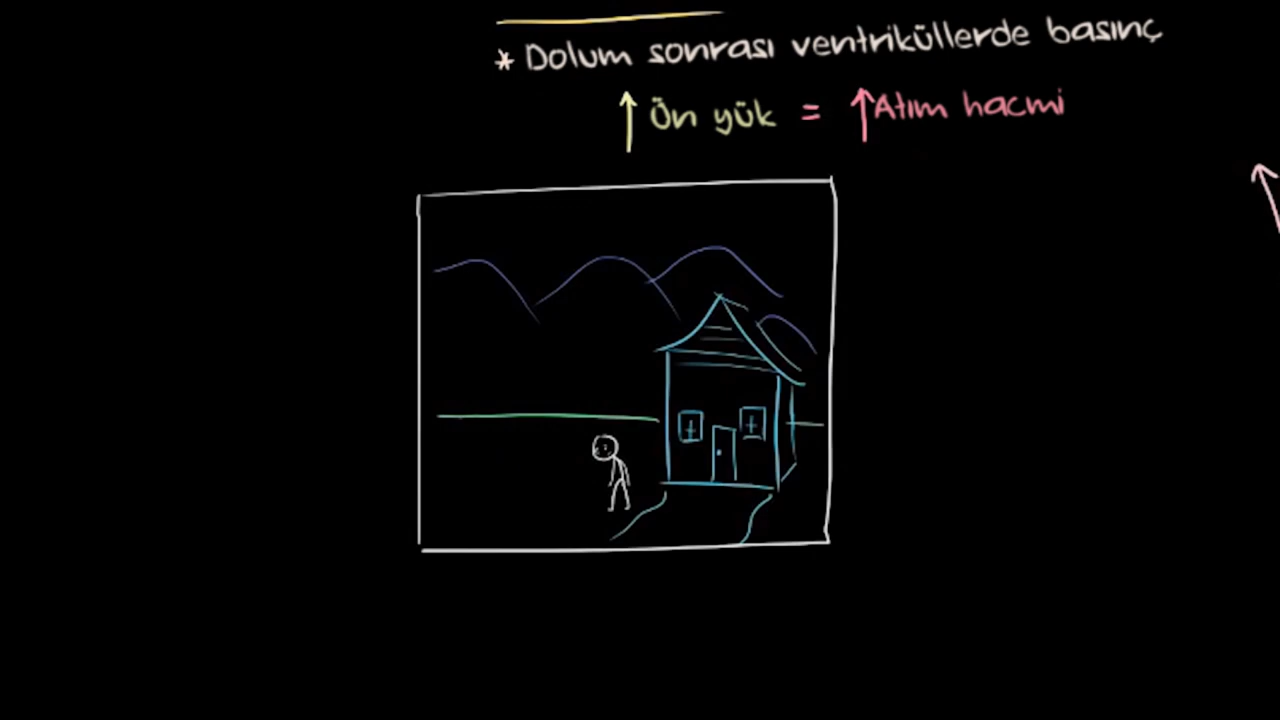 * Dolum sonrası ventriküllerde basınç
↑ Ön yük = ↑ Atım hacmi